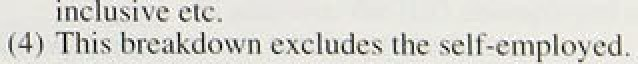 inclusive etc.
(4) This breakdown excludes the self-employed.